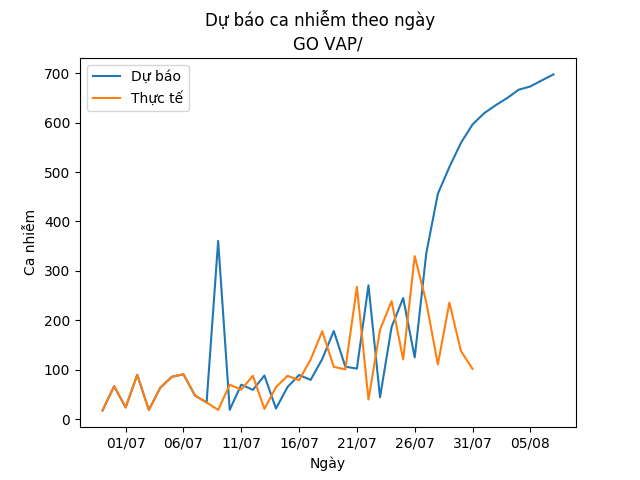 Dự báo ca nhiễm theo ngày
GO VAP/
Dự báo
Thực tế
Ca nhiễm
700
600
500
400
300
200
100
0
01/07 06/07 11/07 16/07 21/07 26/07 31/07 05/08
Ngày